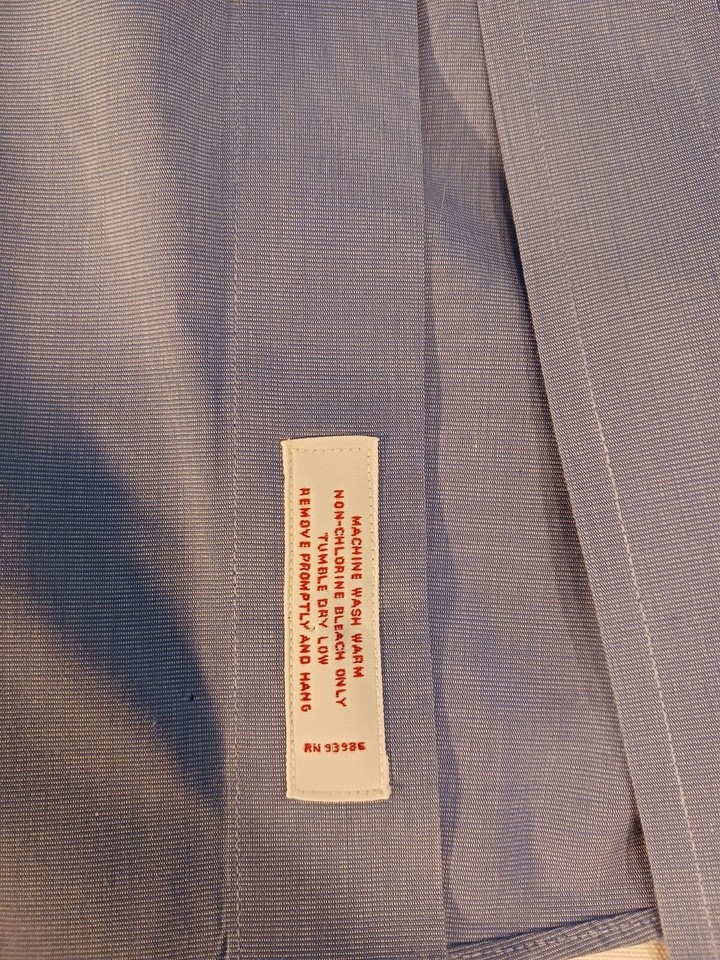 MACHINE WASH WARM
NON-CHLORINE BLEACH ONLY
TUMBLE DRY LOW
REMOVE PROMPTLY AND HANG
RN 93986